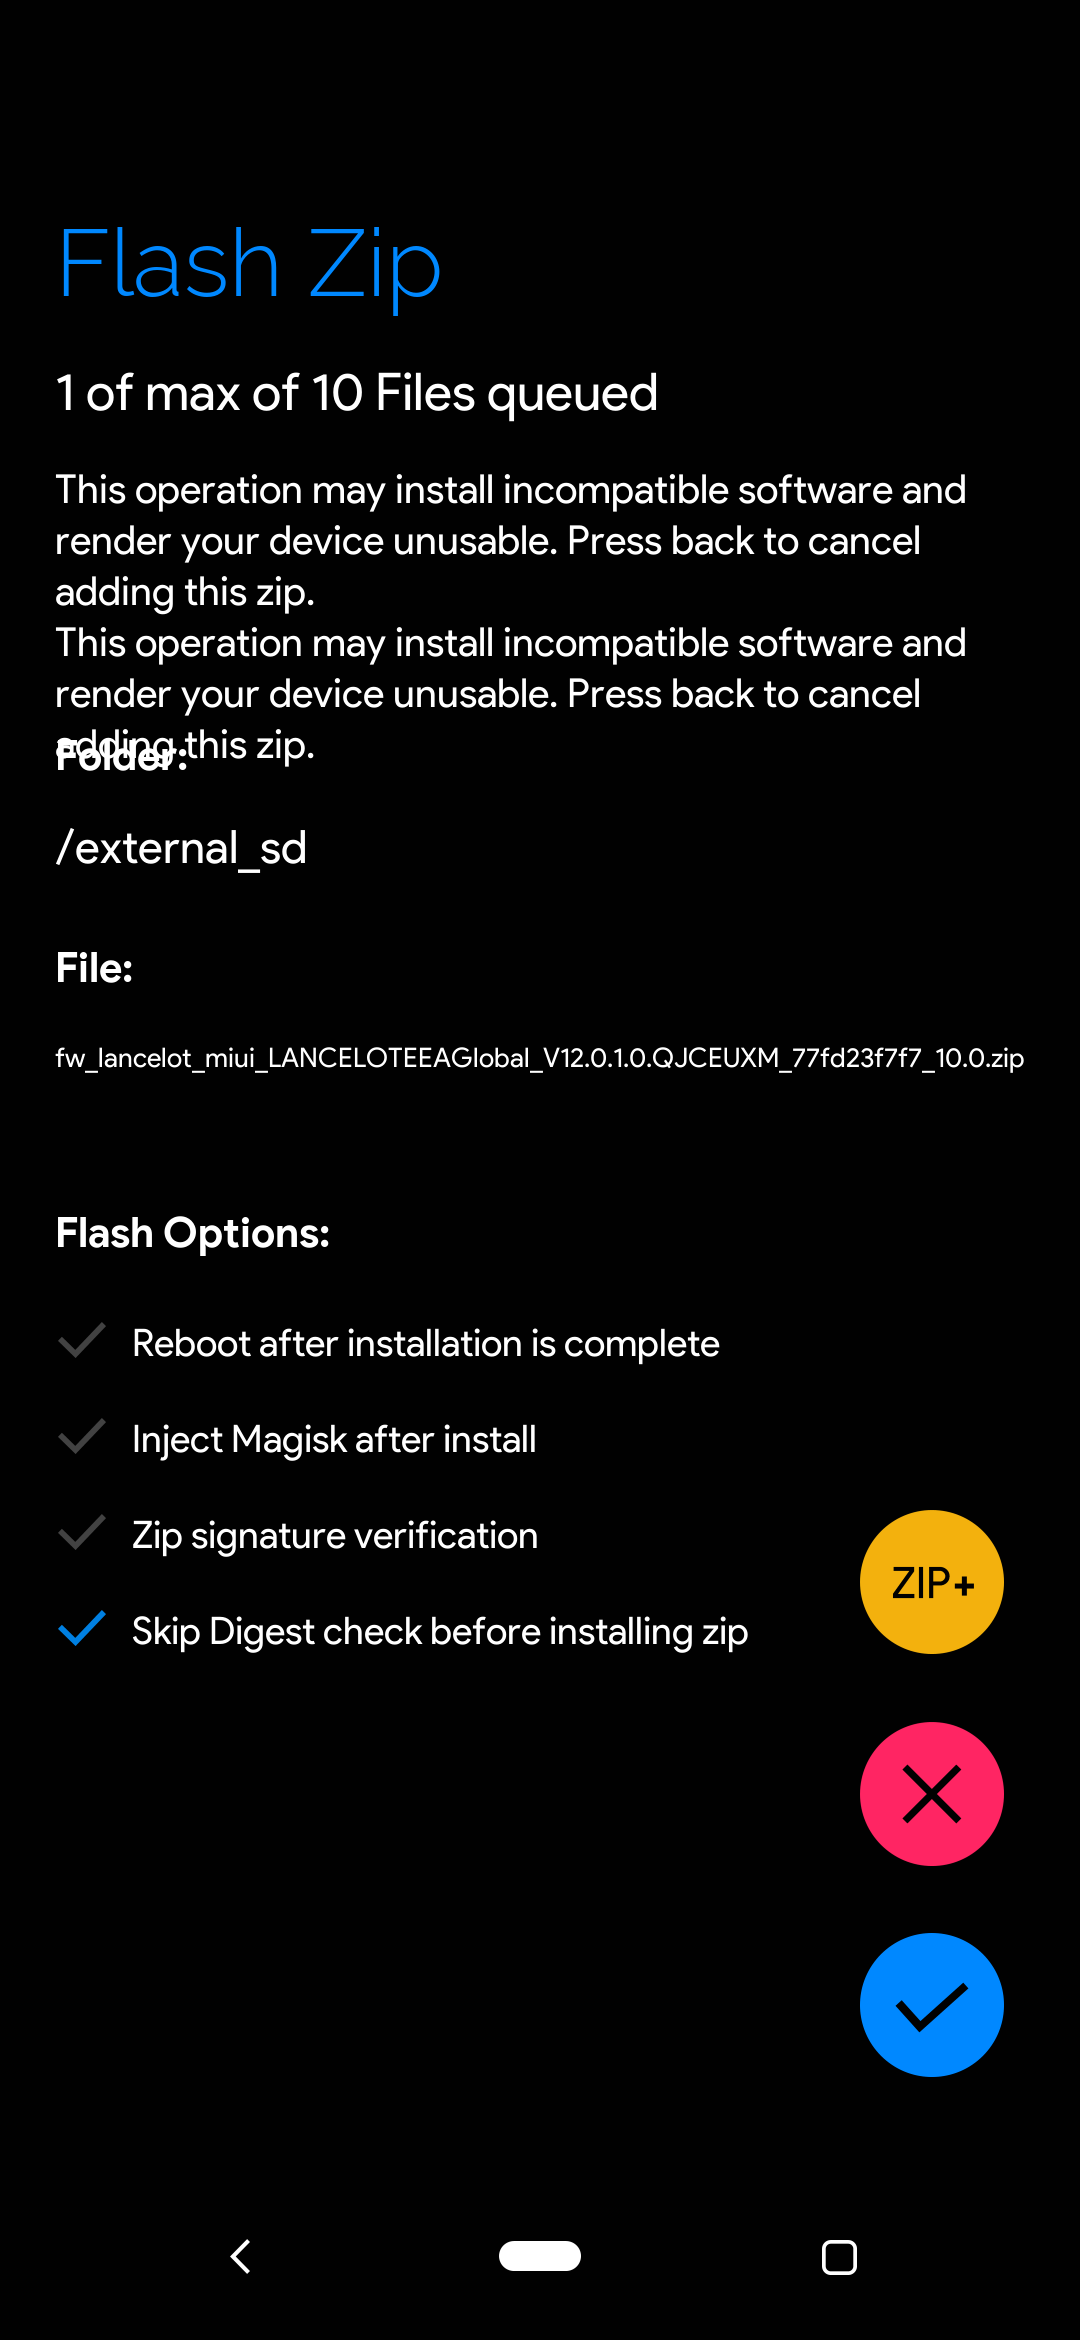 Flash Zip
1 of max of 10 Files queued
This operation may install incompatible software and
render your device unusable. Press back to cancel
adding this zip.
This operation may install incompatible software and
render your device unusable. Press back to cancel
adding this zip.
Folder:
/external_sd
File:
fw_lancelot_miui_LANCELOTEEAGlobal_V12.0.1.0.QJCEUXM_77fd23f7f7_10.0.zip
Flash Options:
Reboot after installation is complete
Inject Magisk after install
Zip signature verification
ZIP+
Skip Digest check before installing zip